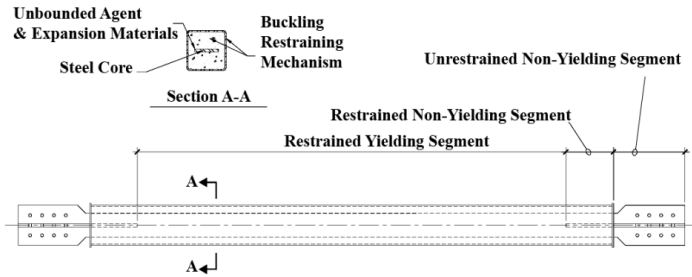 Unbounded Agent
& Expansion Materials
Steel Core
Buckling
Restraining
Mechanism
Section A-A
Unrestrained Non-Yielding Segment
Restrained Non-Yielding Segment
Restrained Yielding Segment
A
A